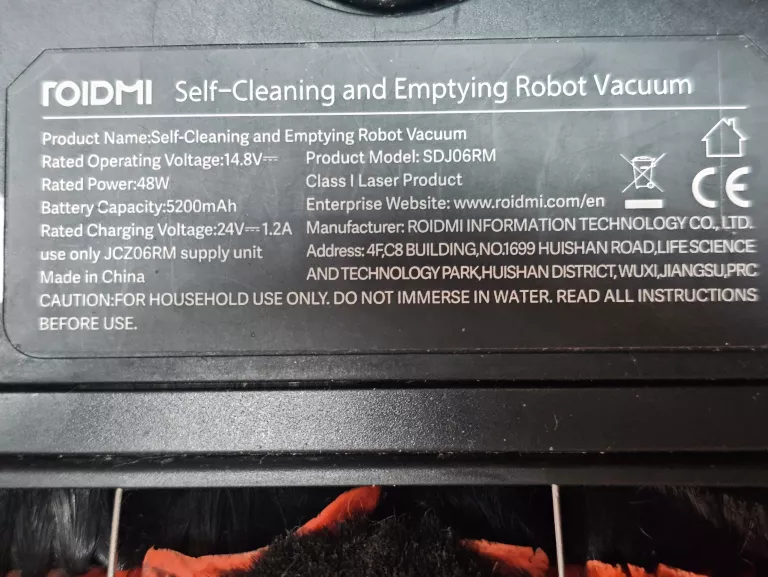 ROIDMI Self-Cleaning and Emptying Robot Vacuum
Product Name:Self-Cleaning and Emptying Robot Vacuum
Rated Operating Voltage:14.8V⎓ Product Model: SDJ06RM
Rated Power:48W Class I Laser Product
Battery Capacity:5200mAh Enterprise Website: www.roidmi.com/en
Rated Charging Voltage:24V⎓1.2A Manufacturer: ROIDMI INFORMATION TECHNOLOGY CO., LTD.
use only JCZ06RM supply unit Address: 4F,C8 BUILDING,NO.1699 HUISHAN ROAD,LIFE SCIENCE
Made in China AND TECHNOLOGY PARK,HUISHAN DISTRICT,WUXI,JIANGSU,PRC
CE
CAUTION:FOR HOUSEHOLD USE ONLY. DO NOT IMMERSE IN WATER. READ ALL INSTRUCTIONS
BEFORE USE.